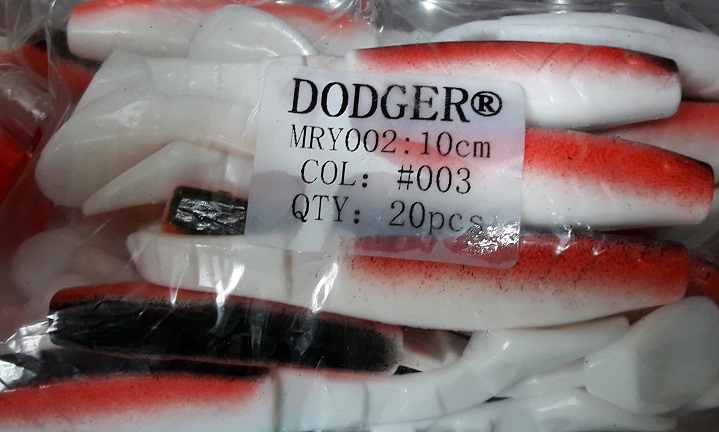 DODGER®
MRY002:10cm
COL: #003
QTY: 20pcs